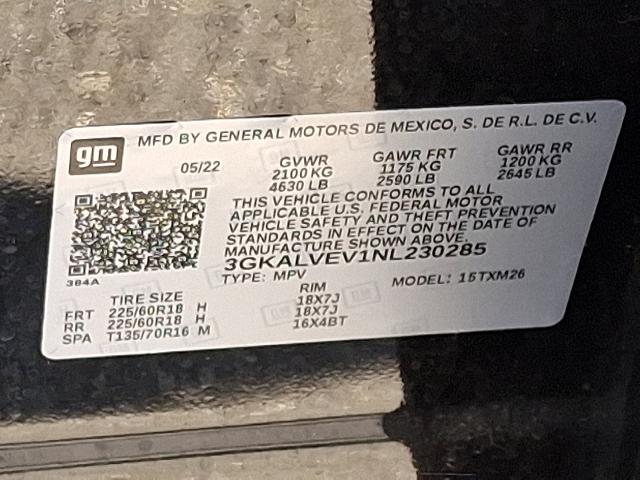 gm MFD BY GENERAL MOTORS DE MEXICO, S. DE R.L. DE C.V.
05/22 GVWR GAWR FRT GAWR RR
2100 KG 1175 KG 1200 KG
4630 LB 2590 LB 2645 LB
THIS VEHICLE CONFORMS TO ALL
APPLICABLE U.S. FEDERAL MOTOR
VEHICLE SAFETY AND THEFT PREVENTION
STANDARDS IN EFFECT ON THE DATE OF
MANUFACTURE SHOWN ABOVE.
3GKALVEV1NL230285
384A
TYPE: MPV MODEL: 15TXM26
TIRE SIZE RIM
FRT 225/60R18 H 18X7J
RR 225/60R18 H 18X7J
SPA T135/70R16 M 16X4BT